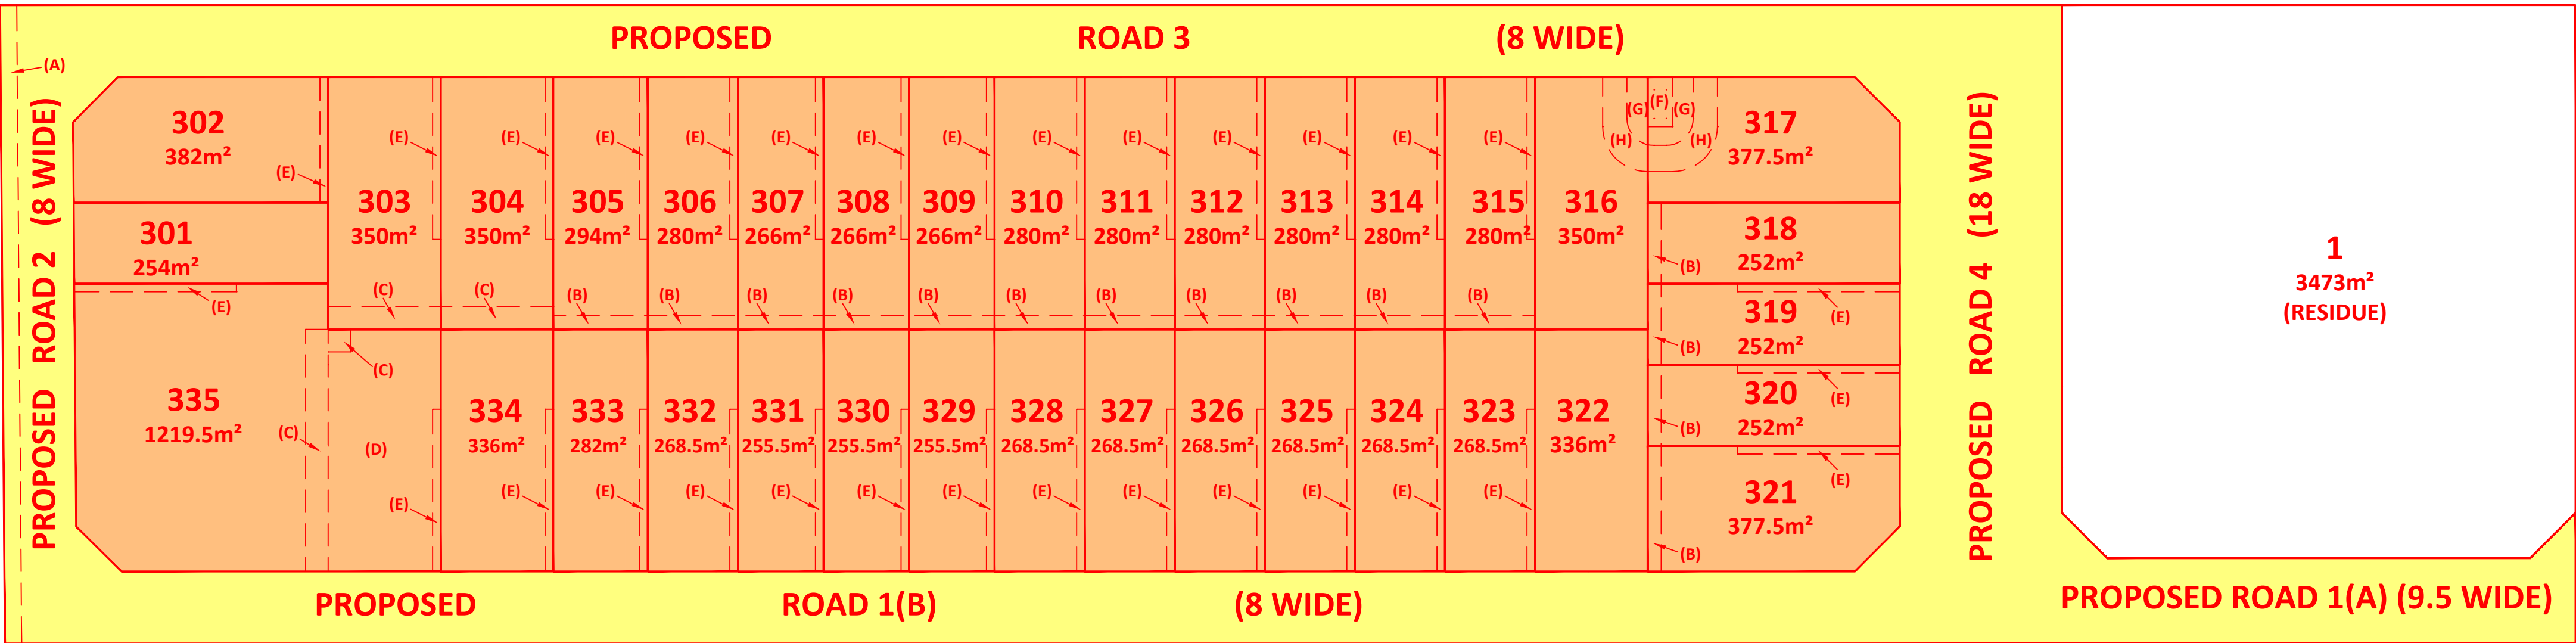 PROPOSED ROAD 3 (8 WIDE)
(A)
PROPOSED ROAD 2 (8 WIDE)
302
382m²
(E)
301
254m²
(E)
335
1219.5m²
(C)
(C)
(D)
(E)
303
350m²
(E)
(C)
304
350m²
(E)
(C)
305
294m²
(E)
(B)
306
280m²
(E)
(B)
307
266m²
(E)
(B)
308
266m²
(E)
(B)
309
266m²
(E)
(B)
310
280m²
(E)
(B)
311
280m²
(E)
(B)
312
280m²
(E)
(B)
313
280m²
(E)
(B)
314
280m²
(E)
(B)
315
280m²
(E)
(B)
316
350m²
(G)
(F)
(G)
(H)
(H)
317
377.5m²
318
252m²
(B)
319
252m²
(E)
(B)
320
252m²
(E)
(B)
321
377.5m²
(E)
(B)
334
336m²
(E)
333
282m²
(E)
332
268.5m²
(E)
331
255.5m²
(E)
330
255.5m²
(E)
329
255.5m²
(E)
328
268.5m²
(E)
327
268.5m²
(E)
326
268.5m²
(E)
325
268.5m²
(E)
324
268.5m²
(E)
323
268.5m²
(E)
322
336m²
PROPOSED ROAD 4 (18 WIDE)
1
3473m²
(RESIDUE)
PROPOSED ROAD 1(B) (8 WIDE)
PROPOSED ROAD 1(A) (9.5 WIDE)